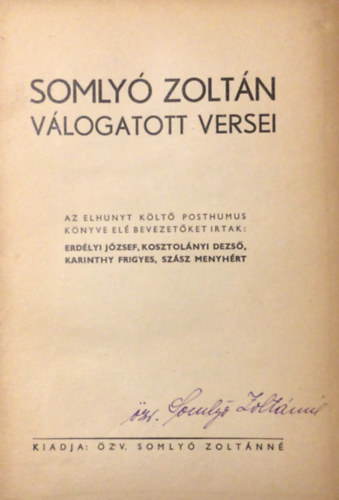 SOMLYÓ ZOLTÁN
VÁLOGATOTT VERSEI
AZ ELHUNYT KÖLTŐ POSTHUMUS
KÖNYVE ELÉ BEVEZETŐKET IRTAK:
ERDÉLYI JÓZSEF, KOSZTOLÁNYI DEZSŐ,
KARINTHY FRIGYES, SZÁSZ MENYHÉRT
özv. Somlyó Zoltánné
KIADJA: ÖZV. SOMLYÓ ZOLTÁNNÉ